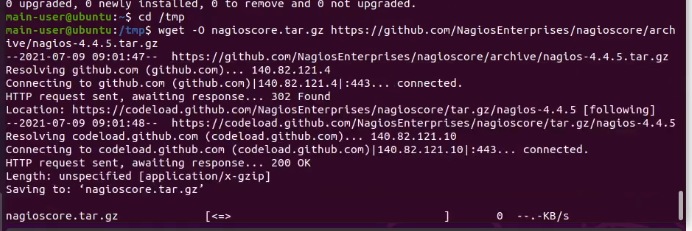 0 upgraded, 0 newly installed, 0 to remove and 0 not upgraded.
main-user@ubuntu:~$ cd /tmp
main-user@ubuntu:/tmp$ wget -O nagioscore.tar.gz https://github.com/NagiosEnterprises/nagioscore/arch
ive/nagios-4.4.5.tar.gz
--2021-07-09 09:01:47--  https://github.com/NagiosEnterprises/nagioscore/archive/nagios-4.4.5.tar.gz
Resolving github.com (github.com)... 140.82.121.4
Connecting to github.com (github.com)|140.82.121.4|:443... connected.
HTTP request sent, awaiting response... 302 Found
Location: https://codeload.github.com/NagiosEnterprises/nagioscore/tar.gz/nagios-4.4.5 [following]
--2021-07-09 09:01:48--  https://codeload.github.com/NagiosEnterprises/nagioscore/tar.gz/nagios-4.4.5
Resolving codeload.github.com (codeload.github.com)... 140.82.121.10
Connecting to codeload.github.com (codeload.github.com)|140.82.121.10|:443... connected.
HTTP request sent, awaiting response... 200 OK
Length: unspecified [application/x-gzip]
Saving to: ‘nagioscore.tar.gz’
nagioscore.tar.gz [<=> ] 0 --.-KB/s